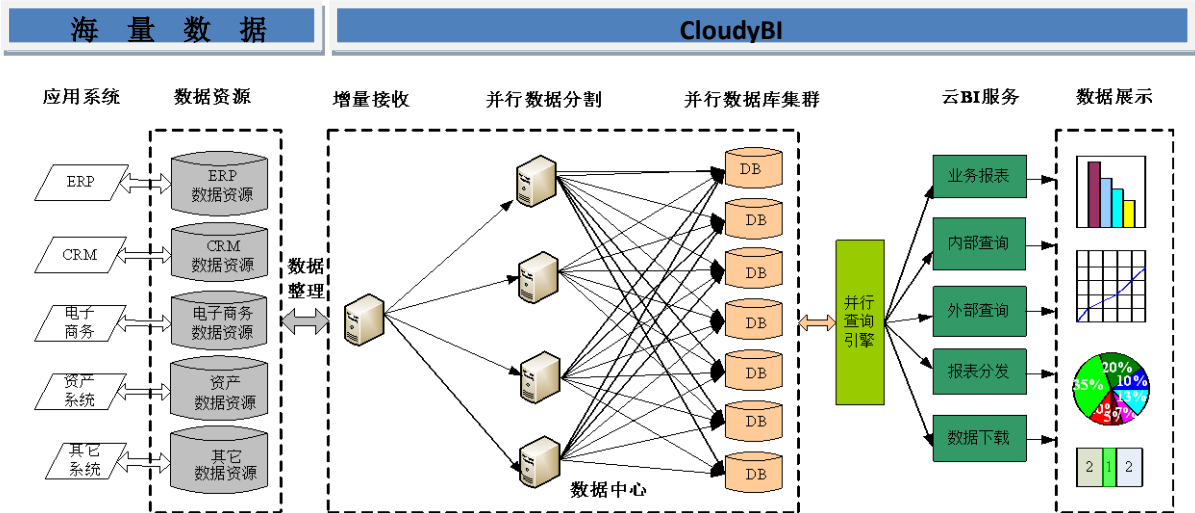 海 量 数 据
CloudyBI
应用系统
数据资源
增量接收
并行数据分割
并行数据库集群
云BI服务
数据展示
ERP
CRM
电子
商务
资产
系统
其它
系统
ERP
数据资源
CRM
数据资源
电子商务
数据资源
资产
数据资源
其它
数据资源
数据
整理
数据中心
DB
DB
DB
DB
DB
DB
DB
并行
查询
引擎
业务报表
内部查询
外部查询
报表分发
数据下载
20%
10%
13%
7%
5%
35%
2
1
2